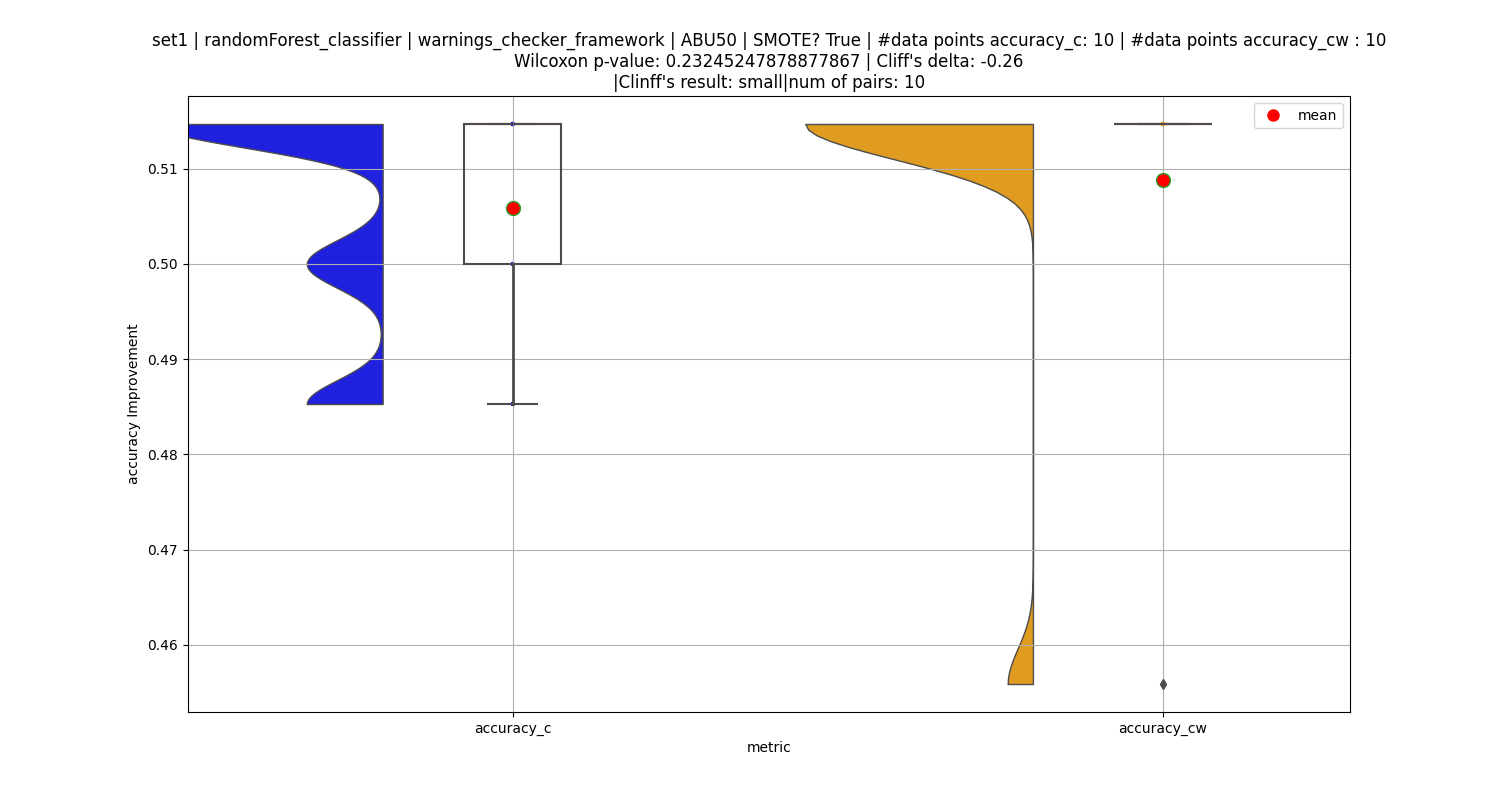 set1 | randomForest_classifier | warnings_checker_framework | ABU50 | SMOTE? True | #data points accuracy_c: 10 | #data points accuracy_cw : 10
Wilcoxon p-value: 0.23245247878877867 | Cliff's delta: -0.26
|Clinff's result: small|num of pairs: 10
mean
0.51
0.50
0.49
0.48
0.47
0.46
accuracy Improvement
accuracy_c
accuracy_cw
metric